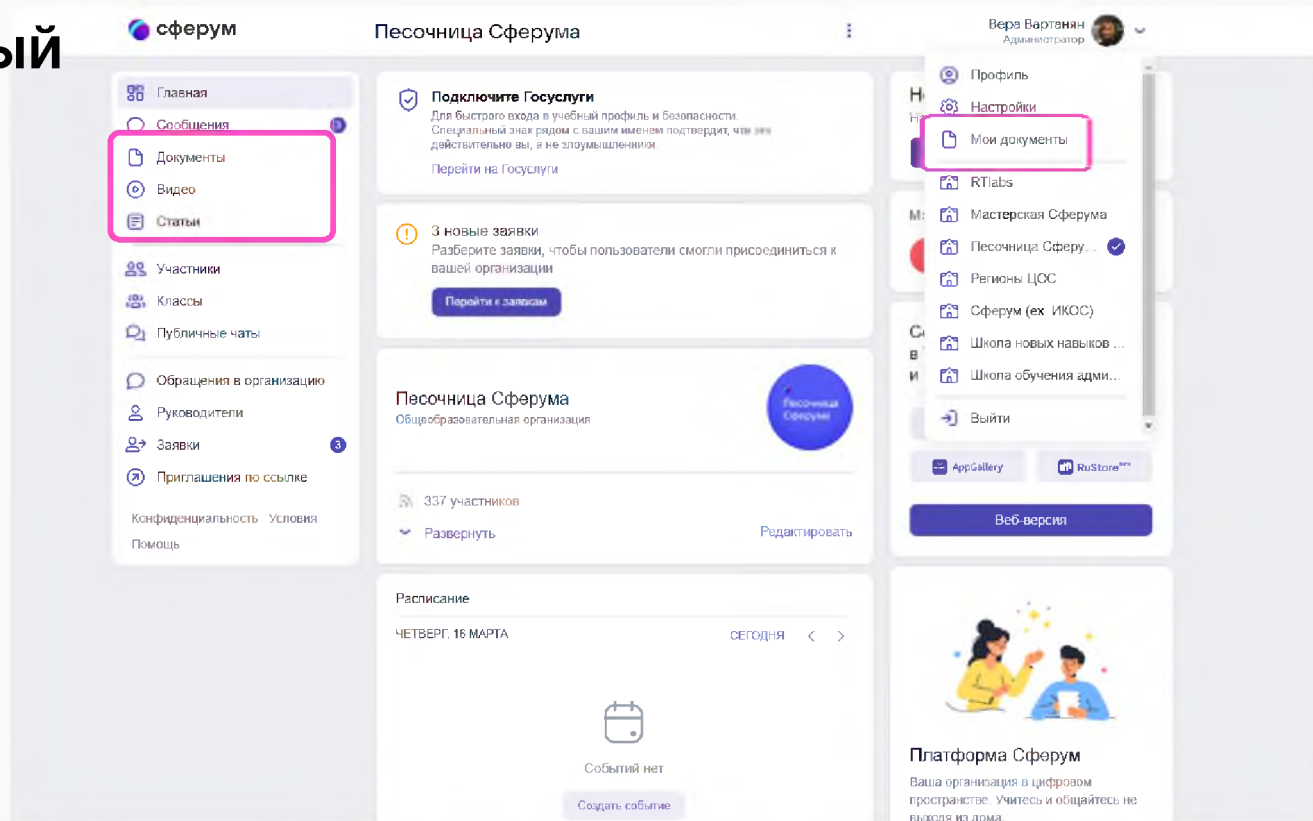 ый
сферум
Песочница Сферума
Вера Вартанян
Администратор
Главная
Сообщения
Документы
Видео
Статьи
Участники
Классы
Публичные чаты
Обращения в организацию
Руководители
Заявки
3
Приглашения по ссылке
Конфиденциальность Условия
Помощь
Подключите Госуслуги
Для быстрого входа в учебный профиль и безопасности.
Специальный знак рядом с вашим именем подтвердит, что это
действительно вы, а не злоумышленники.
Перейти на Госуслуги
3 новые заявки
Разберите заявки, чтобы пользователи смогли присоединиться к
вашей организации
Перейти к заявкам
Песочница Сферума
Общеобразовательная организация
Песочница
Сферума
337 участников
Развернуть
Редактировать
Расписание
ЧЕТВЕРГ, 16 МАРТА
СЕГОДНЯ
Событий нет
Создать событие
Профиль
Настройки
Мои документы
RTlabs
Мастерская Сферума
Песочница Сферу...
Регионы ЦОС
Сферум (ex. ИКОС)
Школа новых навыков ...
Школа обучения адми...
Выйти
AppGallery
RuStore
Веб-версия
Платформа Сферум
Ваша организация в цифровом
пространстве. Учитесь и общайтесь не
выходя из дома.